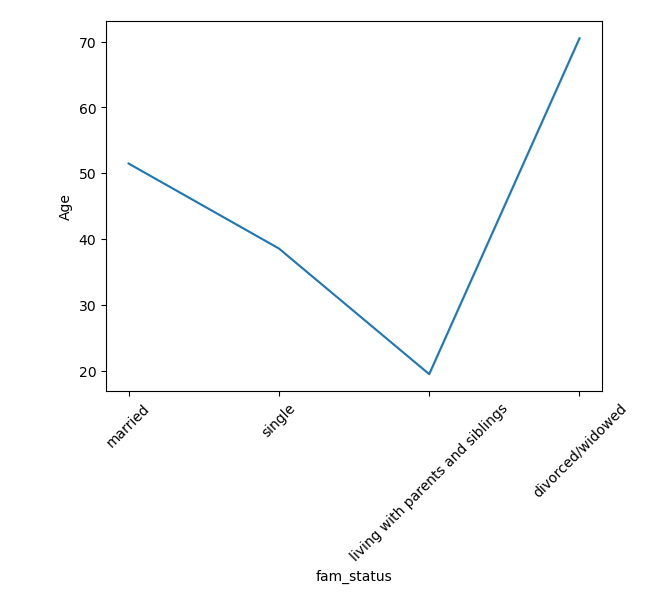 70
60
50
40
30
20
Age
married
single
living with parents and siblings
divorced/widowed
fam_status